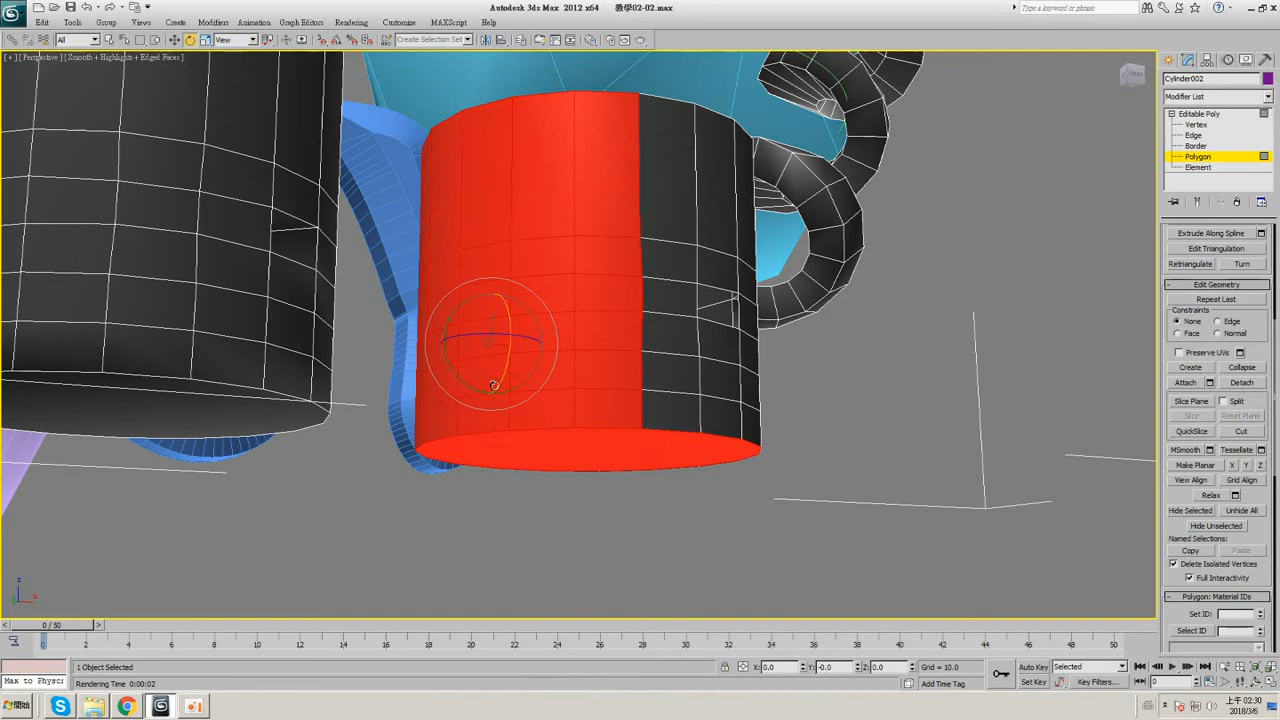 Autodesk 3ds Max 2012 x64 教學02-02.max
Type a keyword or phrase
Edit Tools Group Views Create Modifiers Animation Graph Editors Rendering Customize MAXScript Help
All View Create Selection Set
[ + ] [ Perspective ] [ Smooth + Highlights + Edged Faces ]
Cylinder002
Modifier List
Editable Poly
Vertex
Edge
Border
Polygon
Element
Extrude Along Spline
Edit Triangulation
Retriangulate Turn
Edit Geometry
Repeat Last
Constraints
None Edge
Face Normal
Preserve UVs
Create Collapse
Attach Detach
Slice Plane Split
Slice Reset Plane
QuickSlice Cut
MSmooth Tessellate
Make Planar X Y Z
View Align Grid Align
Relax
Hide Selected Unhide All
Hide Unselected
Named Selections:
Copy Paste
Delete Isolated Vertices
Full Interactivity
Polygon: Material IDs
Set ID:
Select ID
z
x
0 / 50
0 2 4 6 8 10 12 14 16 18 20 22 24 26 28 30 32 34 36 38 40 42 44 46 48 50
1 Object Selected X: 0.0 Y: -0.0 Z: 0.0 Grid = 10.0 Auto Key Selected
Max to Physc Rendering Time 0:00:02 Add Time Tag Set Key Key Filters... 0
開始
上午 02:30
2018/3/6